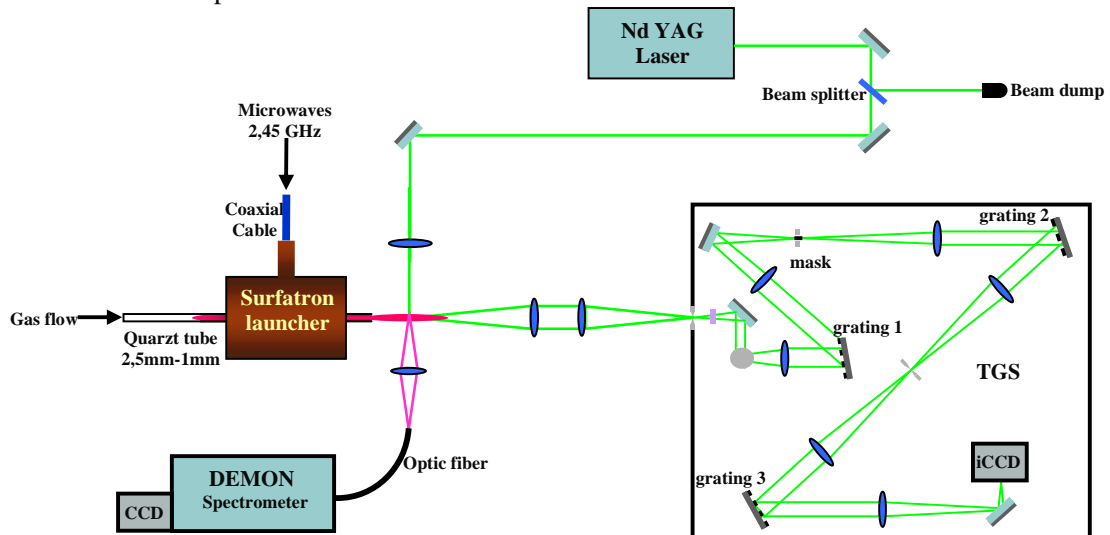 Nd YAG
Laser
Beam splitter
Beam dump
Microwaves
2,45 GHz
Coaxial
Cable
grating 2
mask
Surfatron
launcher
Gas flow
Quarzt tube
2,5mm-1mm
grating 1
TGS
Optic fiber
DEMON
Spectrometer
CCD
iCCD
grating 3